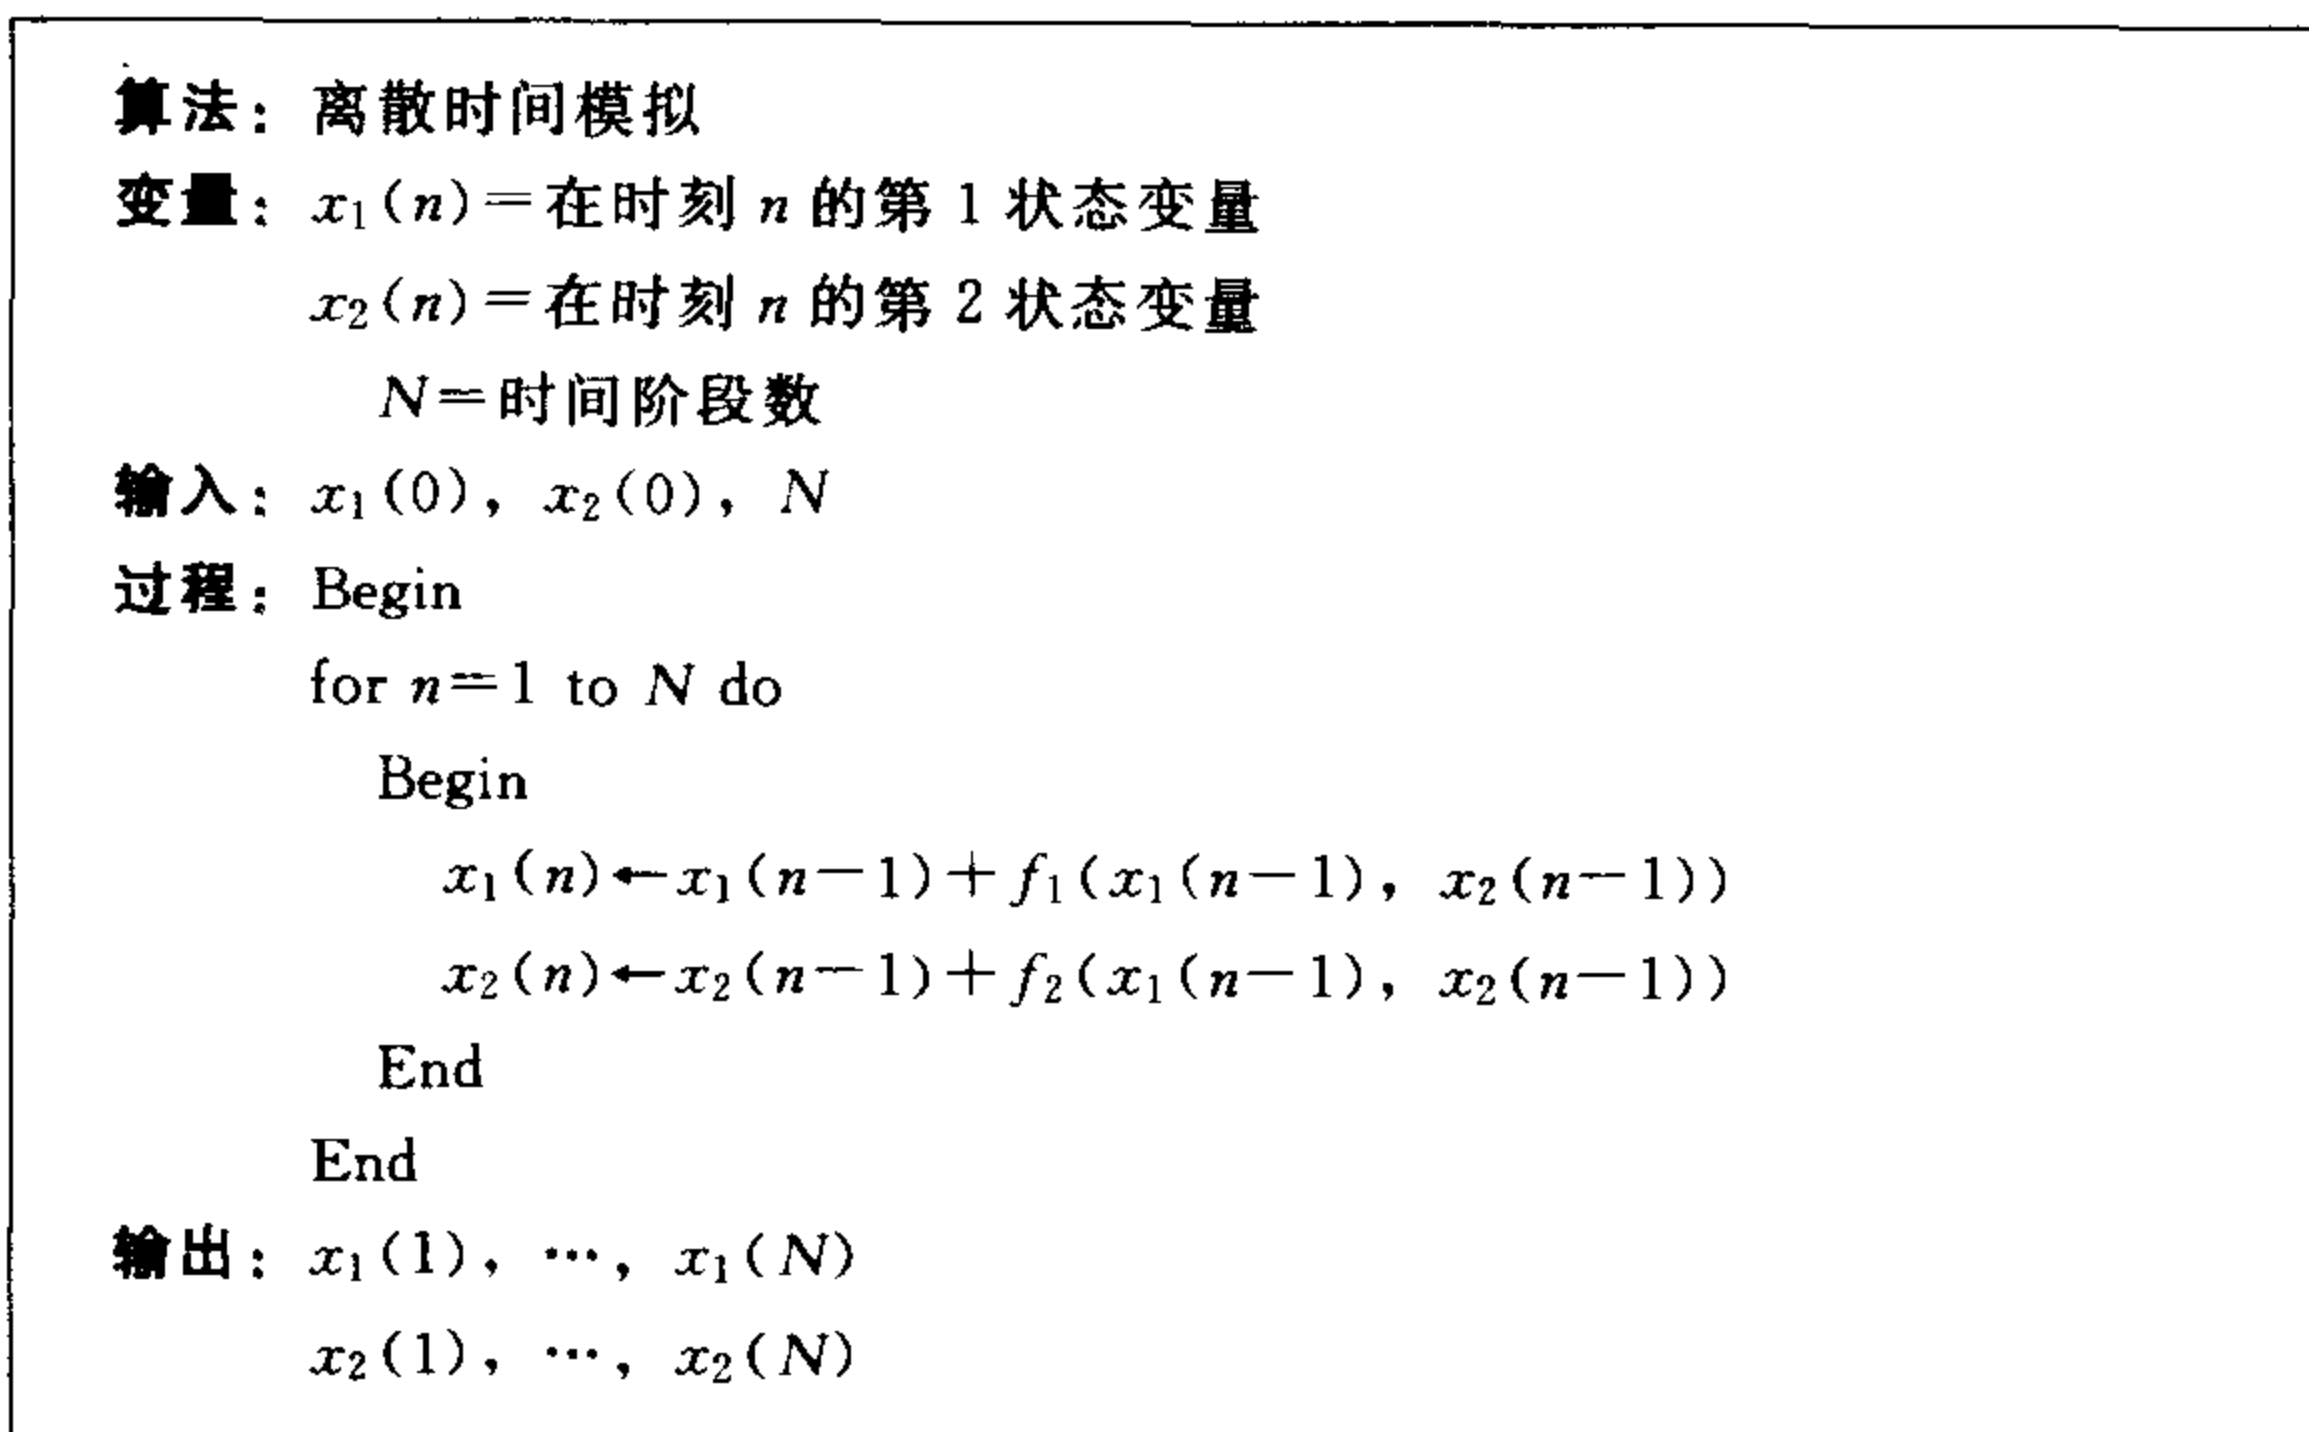 算法：离散时间模拟
变量：x₁(n)=在时刻 n 的第 1 状态变量
x₂(n)=在时刻 n 的第 2 状态变量
N=时间阶段数
输入：x₁(0)，x₂(0)，N
过程：Begin
for n=1 to N do
Begin
x₁(n)←x₁(n−1)+f₁(x₁(n−1)，x₂(n−1))
x₂(n)←x₂(n−1)+f₂(x₁(n−1)，x₂(n−1))
End
End
输出：x₁(1)，…，x₁(N)
x₂(1)，…，x₂(N)